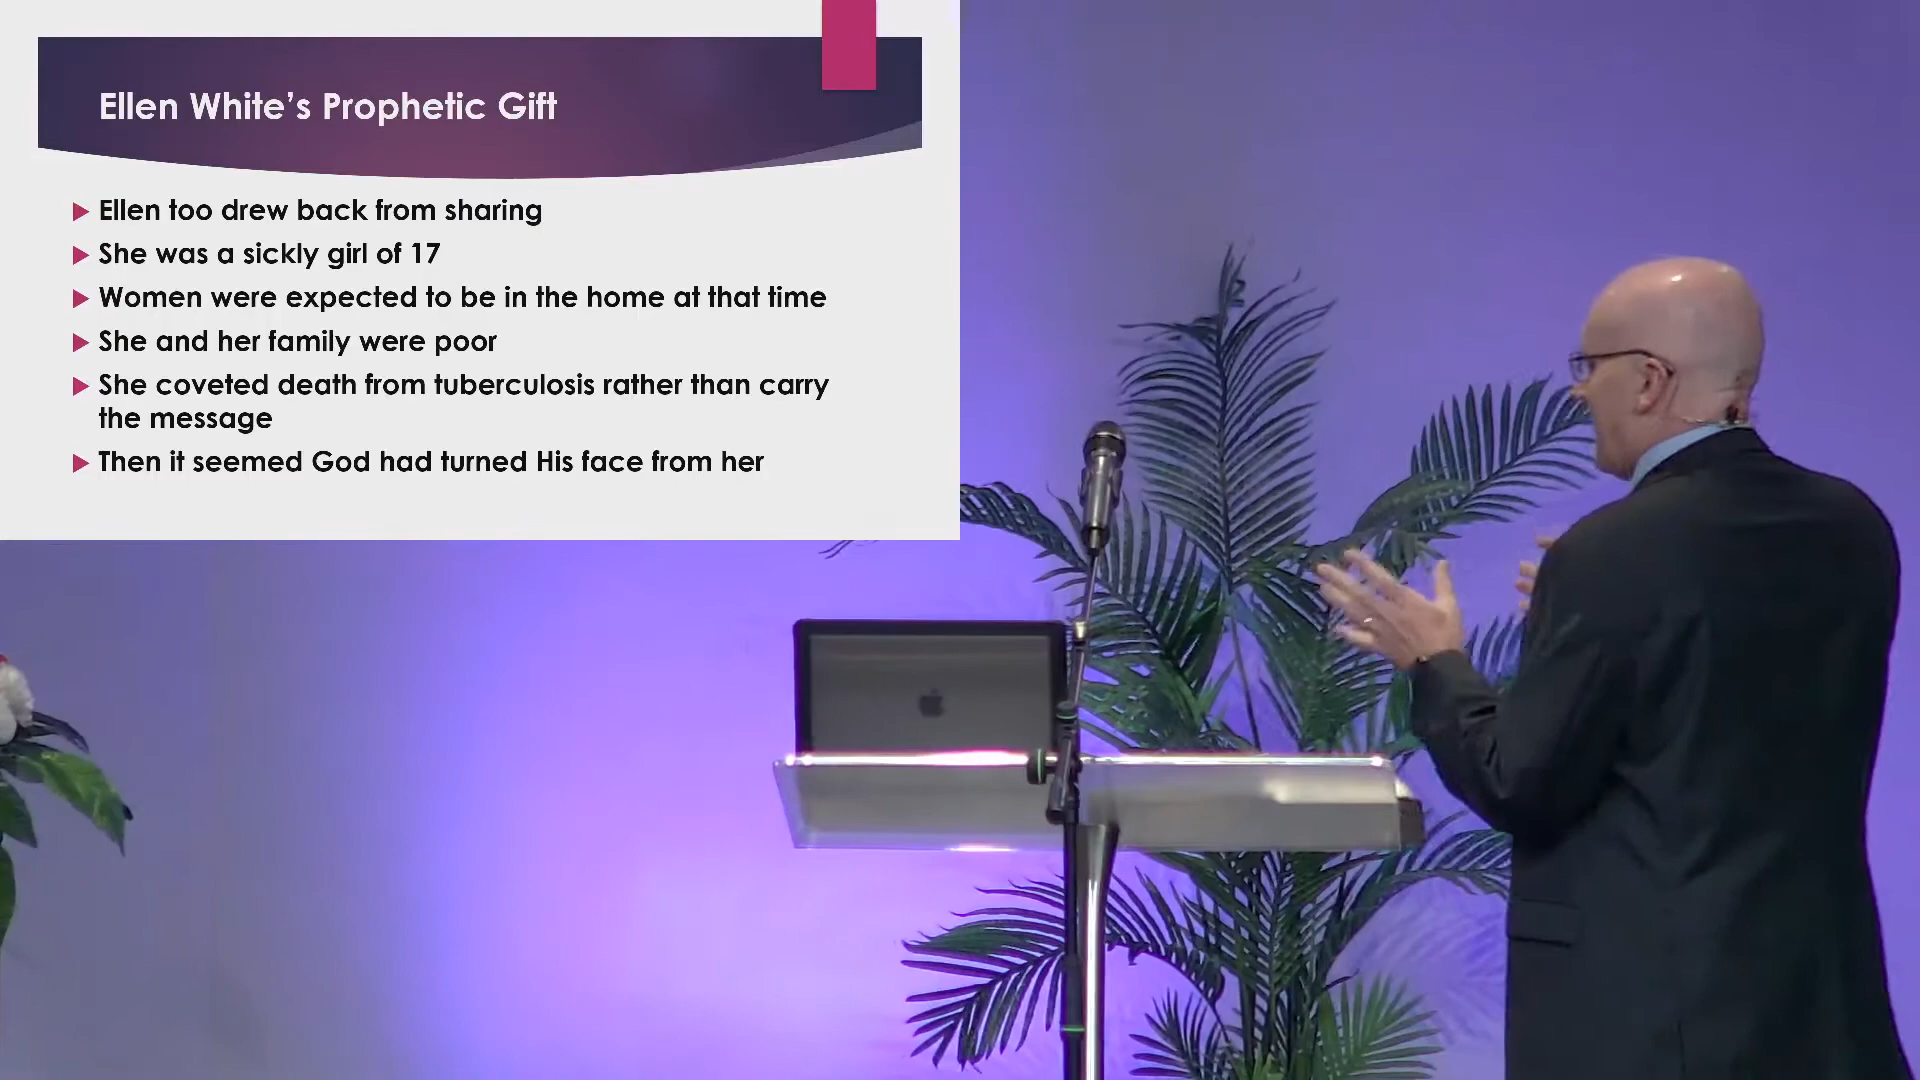 Ellen White's Prophetic Gift
Ellen too drew back from sharing
She was a sickly girl of 17
Women were expected to be in the home at that time
She and her family were poor
She coveted death from tuberculosis rather than carry
the message
Then it seemed God had turned His face from her